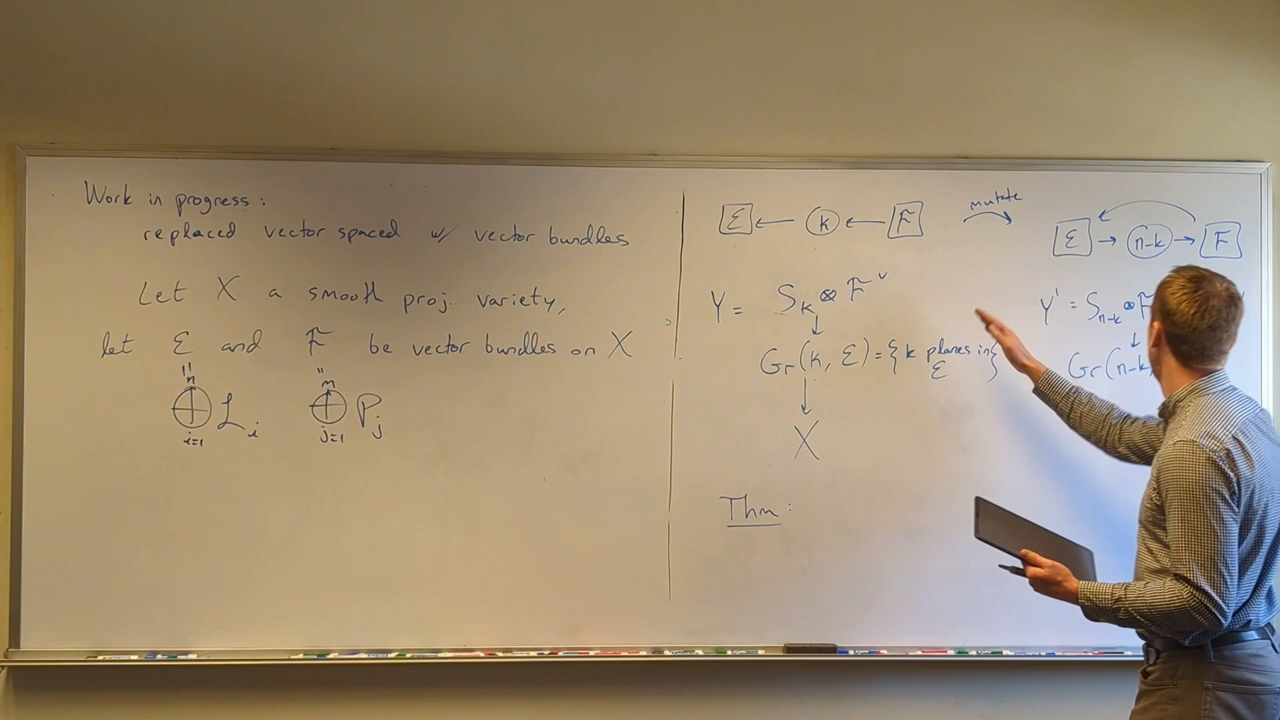 Work in progress:
replaced vector spaced w/ vector bundles
Let X a smooth proj. variety,
let ℰ and ℱ be vector bundles on X
" "
n m
⊕ ℒ_i ⊕ P_j
i=1 j=1
ℰ ← k ← ℱ
Y = S_k ⊗ ℱ^∨
↓
Gr(k, ℰ) = { k planes in ℰ }
↓
X
Thm:
mutate
ℰ → n-k → ℱ
Y' = S_{n-k} ⊗ ℱ
↓
Gr(n-k